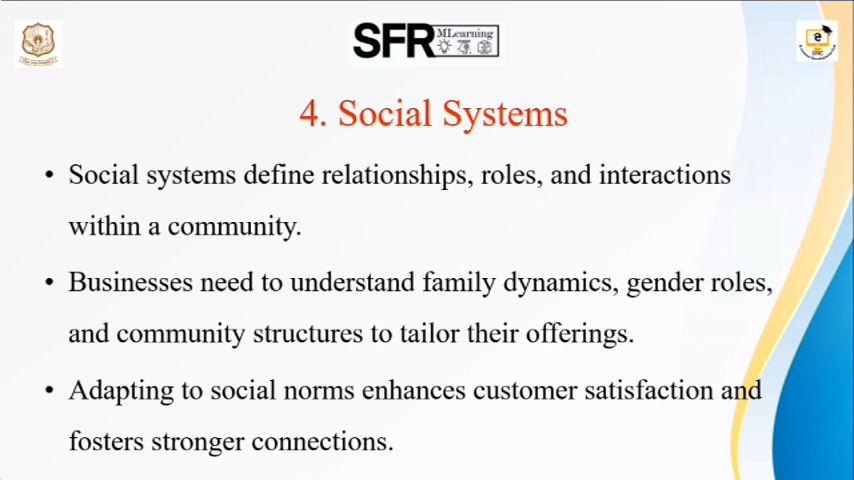 SFR MLearning
4. Social Systems
• Social systems define relationships, roles, and interactions
within a community.
• Businesses need to understand family dynamics, gender roles,
and community structures to tailor their offerings.
• Adapting to social norms enhances customer satisfaction and
fosters stronger connections.